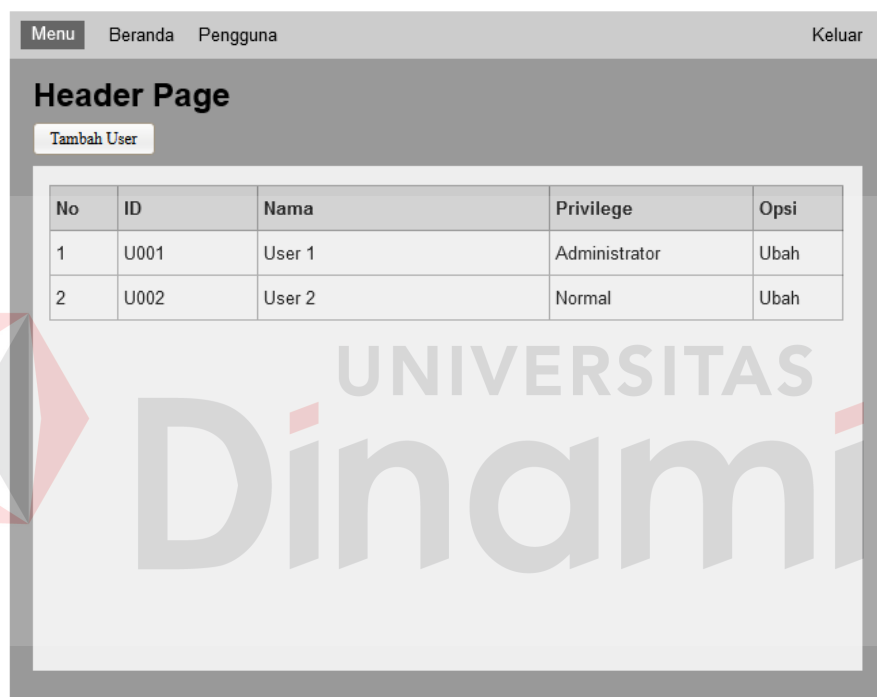 Menu Beranda Pengguna Keluar
Header Page
Tambah User
No ID Nama Privilege Opsi
1 U001 User 1 Administrator Ubah
2 U002 User 2 Normal Ubah
UNIVERSITAS
Dinami